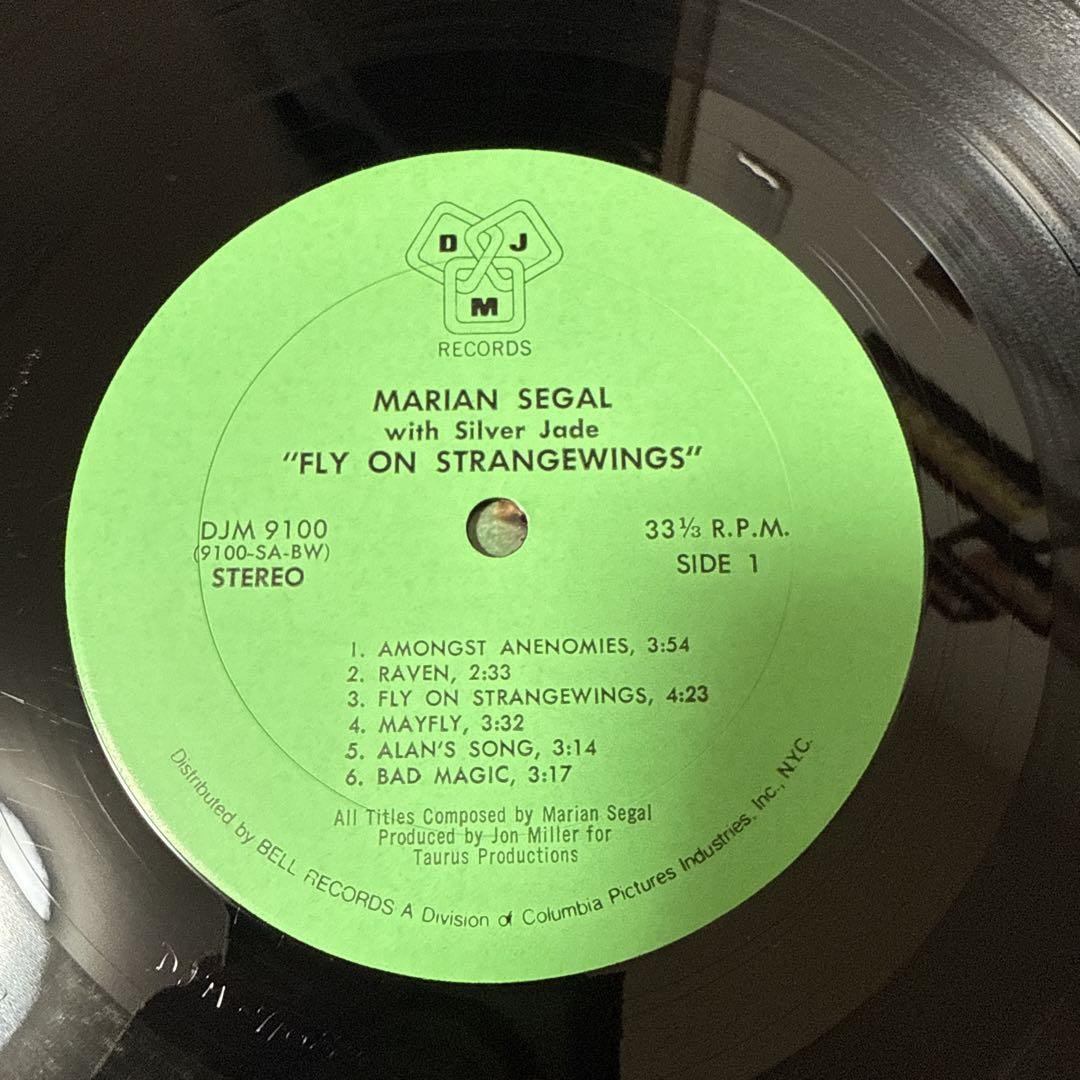 D J
M
RECORDS
MARIAN SEGAL
with Silver Jade
"FLY ON STRANGEWINGS"
DJM 9100
(9100-SA-BW)
STEREO
33⅓ R.P.M.
SIDE 1
1. AMONGST ANENOMIES, 3:54
2. RAVEN, 2:33
3. FLY ON STRANGEWINGS, 4:23
4. MAYFLY, 3:32
5. ALAN'S SONG, 3:14
6. BAD MAGIC, 3:17
All Titles Composed by Marian Segal
Produced by Jon Miller for
Taurus Productions
Distributed by BELL RECORDS A Division of Columbia Pictures Industries, Inc., N.Y.C.
DJM